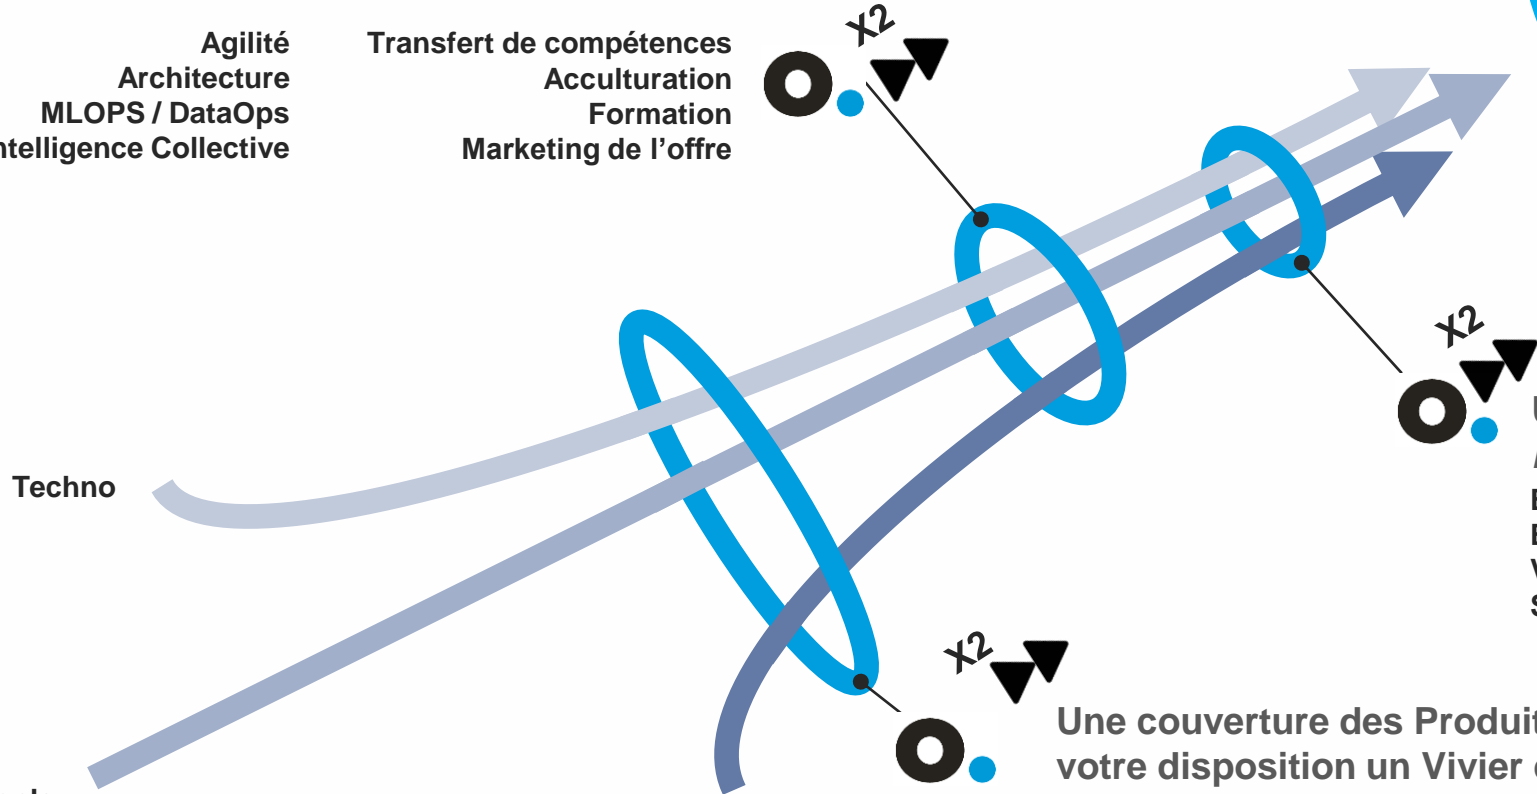 Agilité
Architecture
MLOPS / DataOps
ntelligence Collective
Transfert de compétences
Acculturation
Formation
Marketing de l’offre
X2
X2
Techno
X2
Une couverture des Produit
votre disposition un Vivier